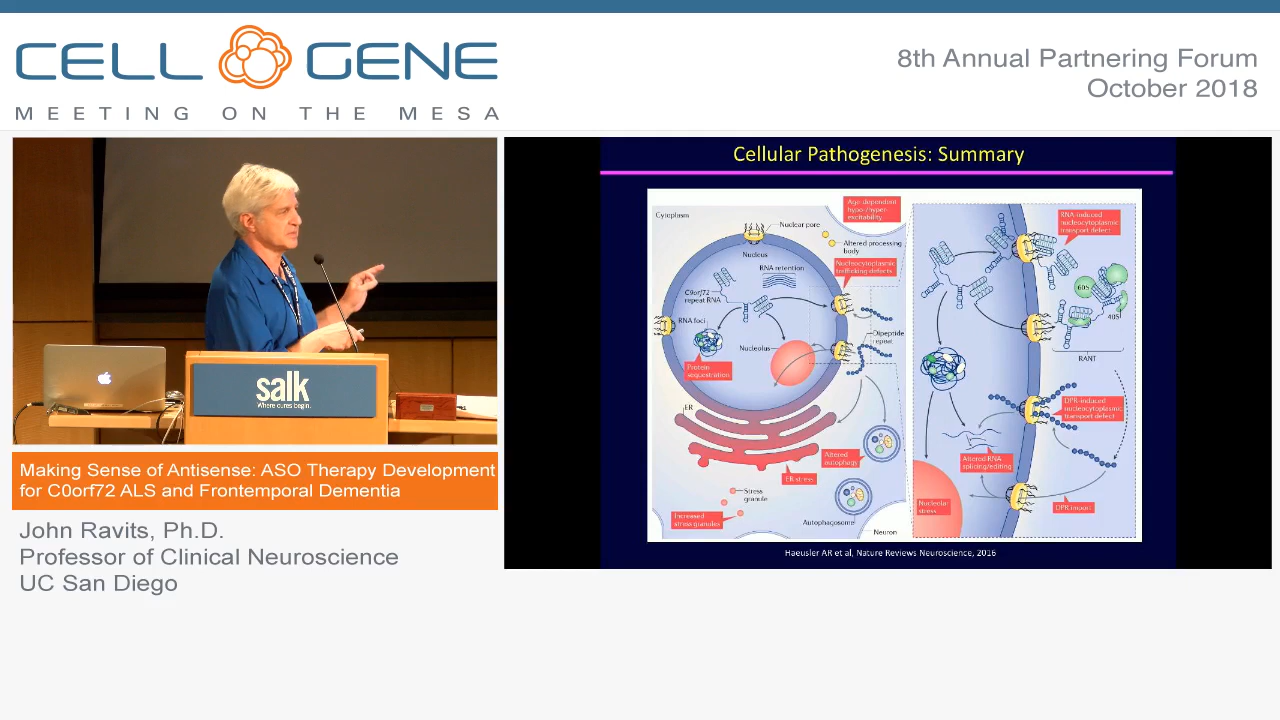 CELL GENE
MEETING ON THE MESA
8th Annual Partnering Forum
October 2018
salk
Where cures begin.
Making Sense of Antisense: ASO Therapy Development
for C0orf72 ALS and Frontemporal Dementia
John Ravits, Ph.D.
Professor of Clinical Neuroscience
UC San Diego
Cellular Pathogenesis: Summary
Cytoplasm
Nuclear pore
Age-dependent
hypo-/hyper-
excitability
Altered processing
body
Nucleus
RNA retention
Nucleocytoplasmic
trafficking defects
C9orf72
repeat RNA
RNA foci
Nucleolus
Dipeptide
repeat
Protein
sequestration
ER
Altered
autophagy
ER stress
Stress
granule
Increased
stress granules
Autophagosome
Neuron
RNA-induced
nucleocytoplasmic
transport defect
60S
40S
RANT
DPR-induced
nucleocytoplasmic
transport defect
Altered RNA
splicing/editing
Nucleolar
stress
DPR import
Haeusler AR et al, Nature Reviews Neuroscience, 2016